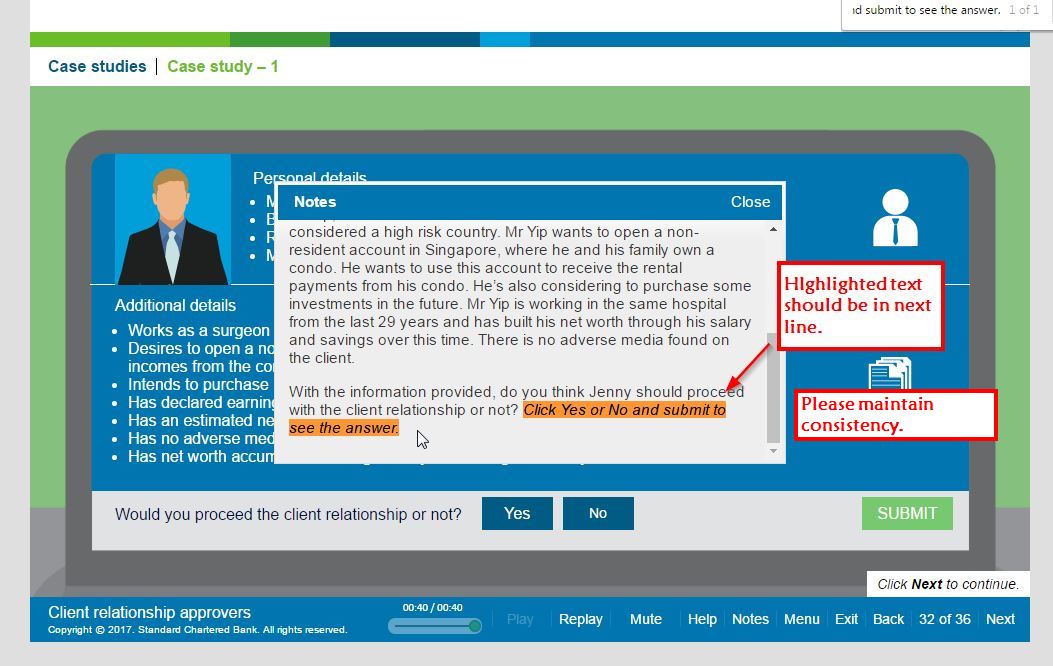 nd submit to see the answer. 1 of 1
Case studies | Case study – 1
Personal details
Notes Close
considered a high risk country. Mr Yip wants to open a non-
resident account in Singapore, where he and his family own a
condo. He wants to use this account to receive the rental
payments from his condo. He's also considering to purchase some
investments in the future. Mr Yip is working in the same hospital
from the last 29 years and has built his net worth through his salary
and savings over this time. There is no adverse media found on
the client.
With the information provided, do you think Jenny should proceed
with the client relationship or not? Click Yes or No and submit to
see the answer.
HIghlighted text
should be in next
line.
Please maintain
consistency.
Additional details
Works as a surgeon
Desires to open a no
incomes from the co
Intends to purchase
Has declared earning
Has an estimated ne
Has no adverse med
Has net worth accum
Would you proceed the client relationship or not? Yes No SUBMIT
Click Next to continue.
Client relationship approvers
Copyright © 2017. Standard Chartered Bank. All rights reserved.
00:40 / 00:40
Play Replay Mute Help Notes Menu Exit Back 32 of 36 Next